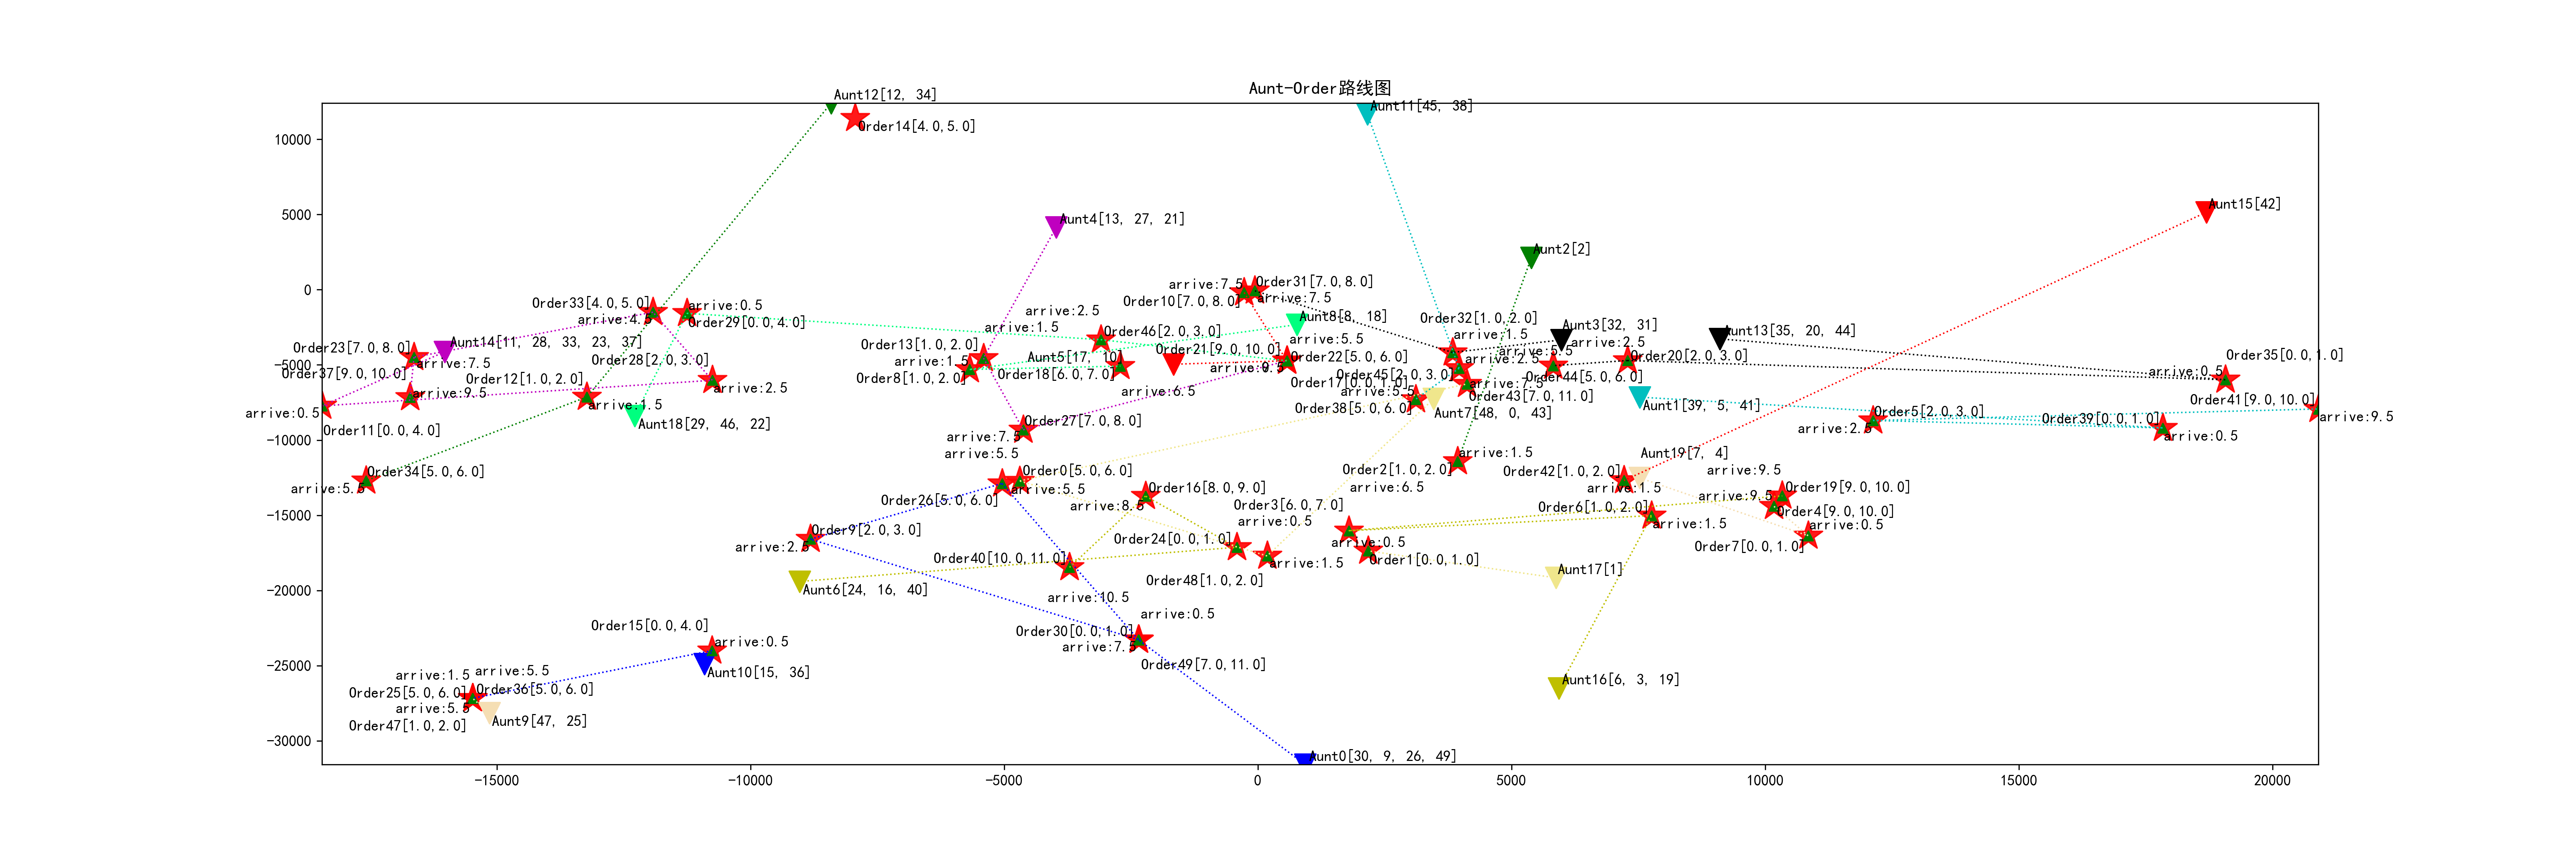 Aunt-Order路线图
Aunt12[12, 34]
Order14[4.0,5.0]
Aunt11[45, 38]
10000
5000
0
−5000
−10000
−15000
−20000
−25000
−30000
Aunt15[42]
Aunt4[13, 27, 21]
Aunt2[2]
arrive:7.5
Order31[7.0,8.0]
Order10[7.0,8.0]
arrive:7.5
Order33[4.0,5.0]
arrive:0.5
arrive:4.5
Order29[0.0,4.0]
arrive:2.5
arrive:1.5
Order46[2.0,3.0]
Aunt8[8, 18]
Order32[1.0,2.0]
arrive:1.5
Aunt3[32, 31]
arrive:2.5
Aunt13[35, 20, 44]
Order23[7.0,8.0]
Aunt14[11, 28, 33, 23, 37]
arrive:7.5
Order28[2.0,3.0]
Order13[1.0,2.0]
arrive:1.5
Order8[1.0,2.0]
Aunt5[17, 10]
Order18[6.0,7.0]
arrive:6.5
Order21[9.0,10.0]
arrive:5.5
Order22[5.0,6.0]
arrive:9.5
arrive:0.5
Order17[0.0,1.0]
arrive:5.5
arrive:2.5
Order45[2.0,3.0]
Order20[2.0,3.0]
Order44[5.0,6.0]
Order35[0.0,1.0]
arrive:0.5
Order37[9.0,10.0]
arrive:9.5
Order12[1.0,2.0]
arrive:1.5
arrive:2.5
arrive:5.5
Order38[5.0,6.0]
arrive:7.5
Order43[7.0,11.0]
Aunt7[48, 0, 43]
Aunt1[39, 5, 41]
Order41[9.0,10.0]
arrive:9.5
arrive:0.5
Order11[0.0,4.0]
Aunt18[29, 46, 22]
Order27[7.0,8.0]
arrive:7.5
Order5[2.0,3.0]
arrive:2.5
Order39[0.0,1.0]
arrive:0.5
Order34[5.0,6.0]
arrive:5.5
arrive:5.5
Order0[5.0,6.0]
Order26[5.0,6.0]
arrive:5.5
arrive:1.5
Order2[1.0,2.0]
arrive:6.5
Order3[6.0,7.0]
Aunt19[7, 4]
Order42[1.0,2.0]
arrive:1.5
arrive:9.5
Order19[9.0,10.0]
arrive:9.5
Order4[9.0,10.0]
Order16[8.0,9.0]
arrive:8.5
Order6[1.0,2.0]
arrive:1.5
arrive:0.5
Order7[0.0,1.0]
Order9[2.0,3.0]
arrive:2.5
arrive:0.5
Order24[0.0,1.0]
arrive:0.5
Order1[0.0,1.0]
Order40[10.0,11.0]
arrive:10.5
arrive:1.5
Order48[1.0,2.0]
Aunt17[1]
Aunt6[24, 16, 40]
arrive:0.5
Order30[0.0,1.0]
arrive:7.5
Order49[7.0,11.0]
Order15[0.0,4.0]
arrive:0.5
Aunt10[15, 36]
Aunt16[6, 3, 19]
arrive:1.5
arrive:5.5
Order25[5.0,6.0]
Order36[5.0,6.0]
arrive:5.5
Order47[1.0,2.0]
Aunt9[47, 25]
Aunt0[30, 9, 26, 49]
−15000
−10000
−5000
0
5000
10000
15000
20000